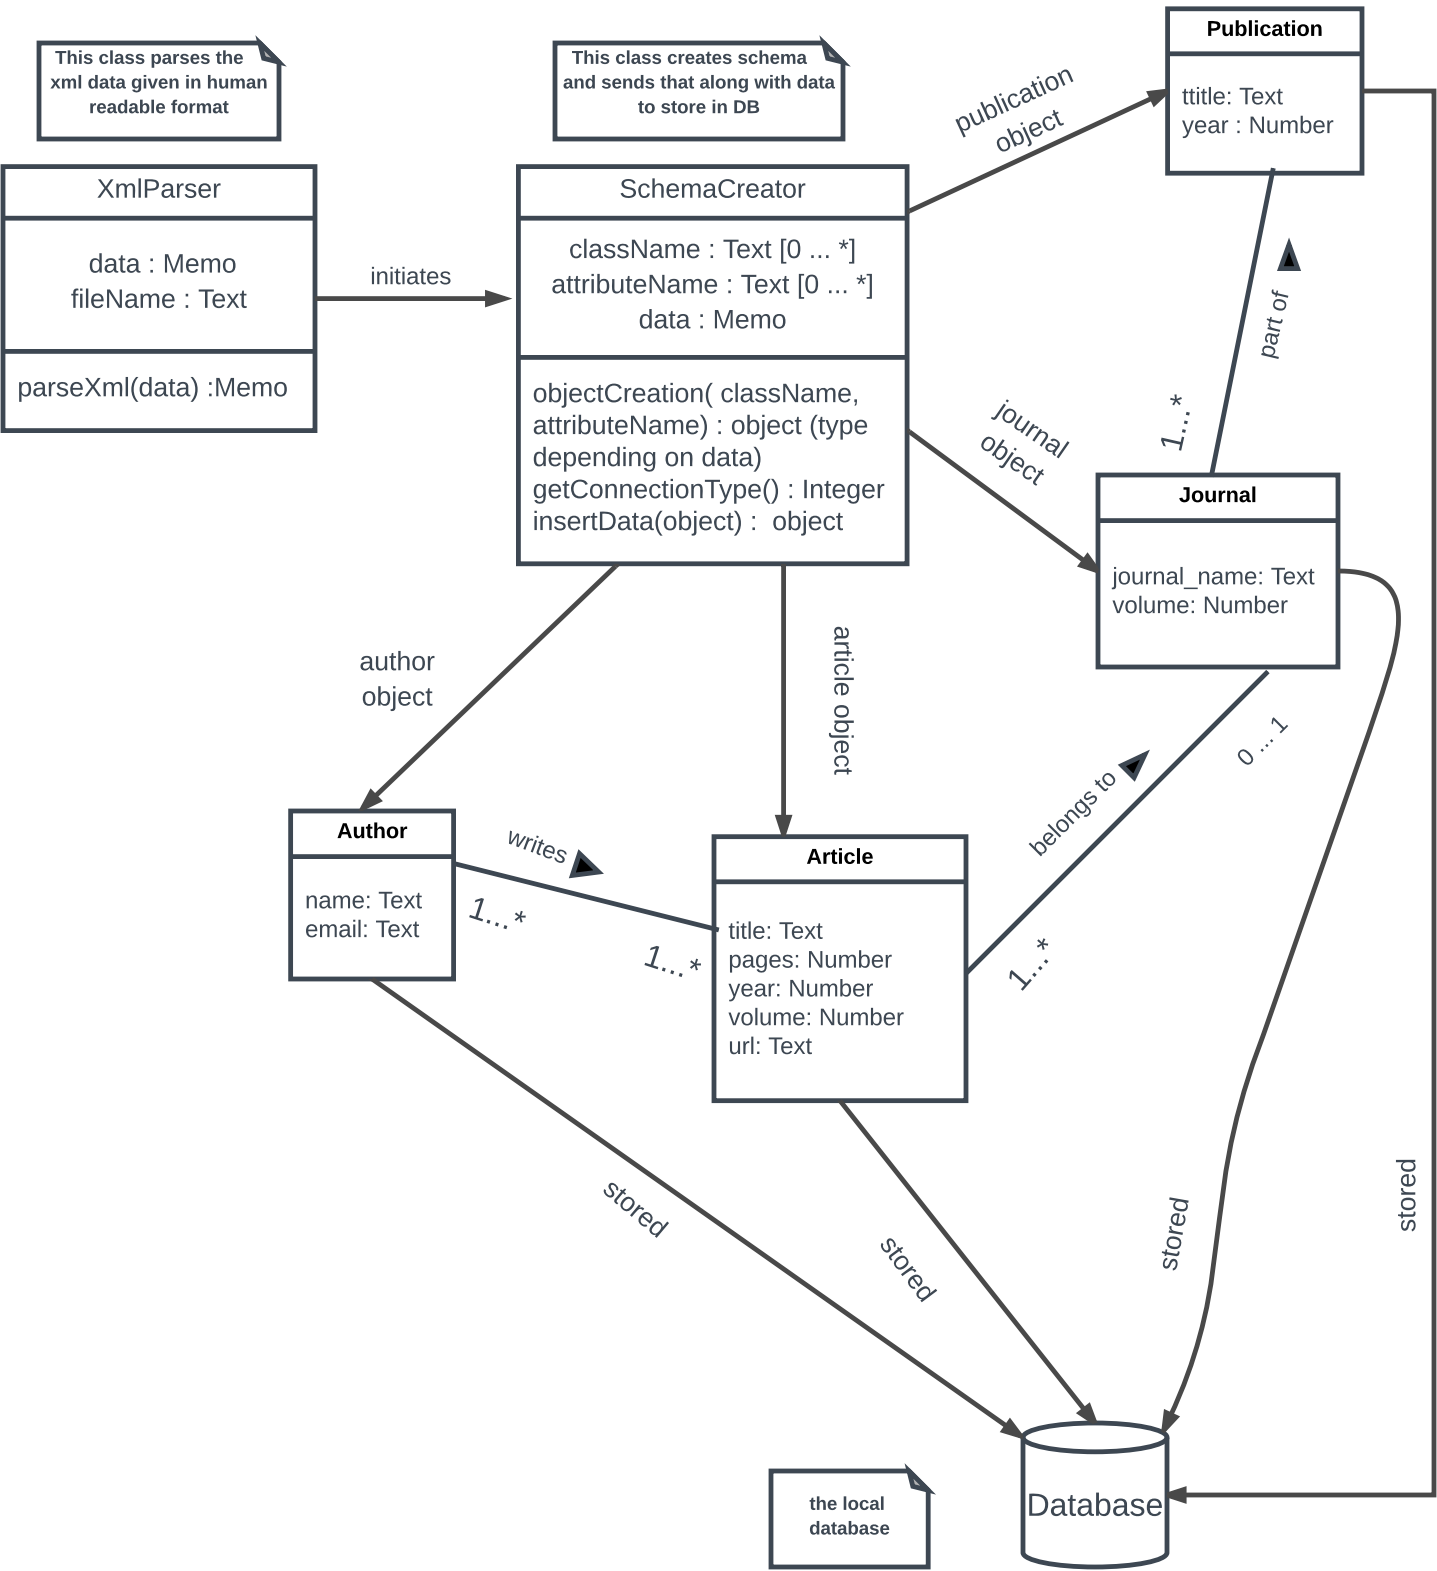 This class parses the
xml data given in human
readable format
This class creates schema
and sends that along with data
to store in DB
Publication
ttitle: Text
year : Number
publication
object
XmlParser
data : Memo
fileName : Text
parseXml(data) :Memo
initiates
SchemaCreator
className : Text [0 ... *]
attributeName : Text [0 ... *]
data : Memo
objectCreation( className,
attributeName) : object (type
depending on data)
getConnectionType() : Integer
insertData(object) :  object
part of
1...*
journal
object
Journal
journal_name: Text
volume: Number
author
object
article object
0 ... 1
belongs to
1...*
Author
name: Text
email: Text
writes
1...*
1...*
Article
title: Text
pages: Number
year: Number
volume: Number
url: Text
stored
stored
stored
stored
the local
database
Database